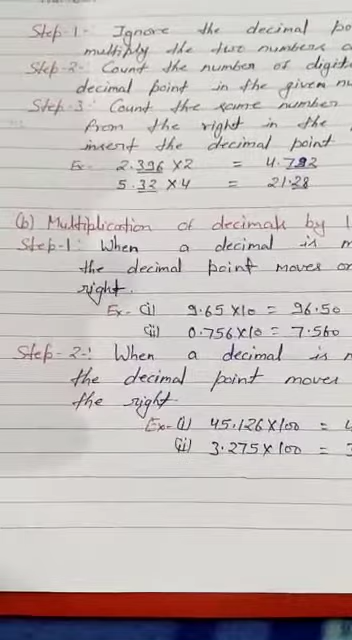 Step-1- Ignore the decimal po
multiply the two numbers a
Step-2- Count the number of digit
decimal point in the given nu
Step-3: Count the same number
from the right in the
insert the decimal point
Ex- 2.396 x 2 = 4.792
5.32 x 4 = 21.28
(b) Multiplication of decimals by 1
Step-1: When a decimal is m
the decimal point moves on
right.
Ex- (i) 9.65 x 10 = 96.50
(ii) 0.756 x 10 = 7.560
Step-2-: When a decimal is m
the decimal point moves
the right.
Ex- (i) 45.126 x 100 = 4
(ii) 3.275 x 100 = 3